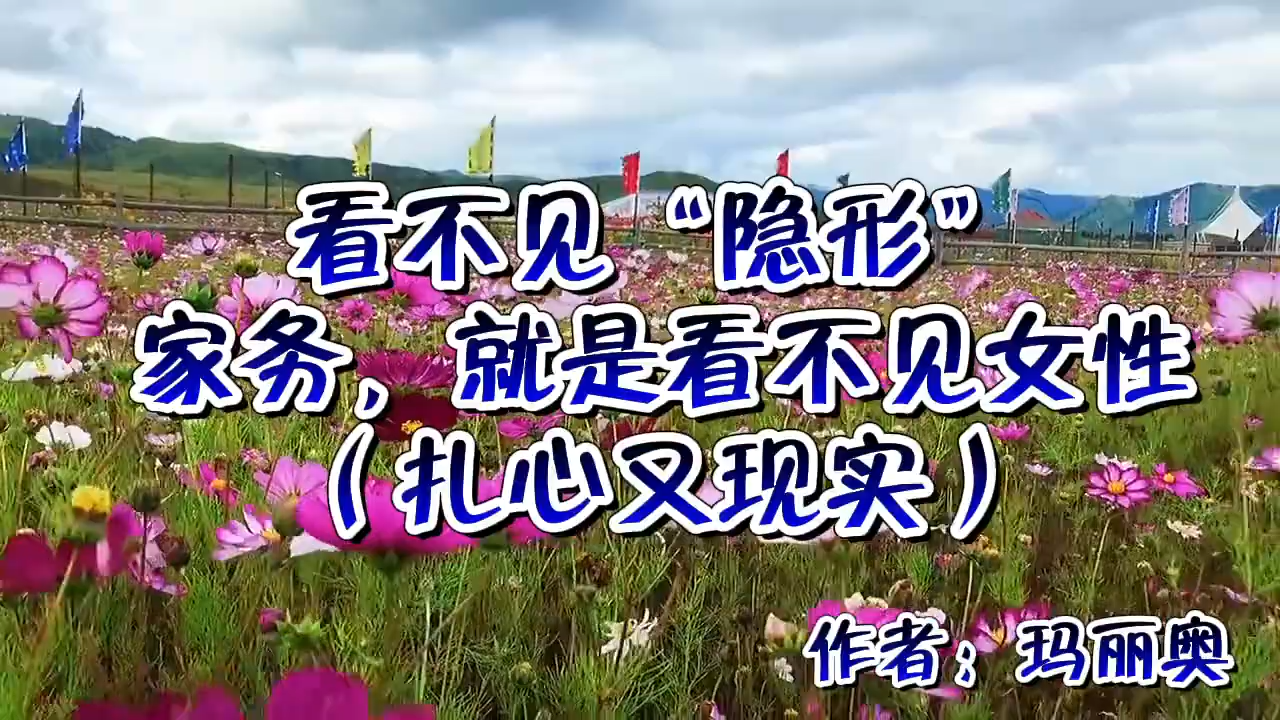 看不见“隐形”
家务，就是看不见女性
（扎心又现实）
作者；玛丽奥